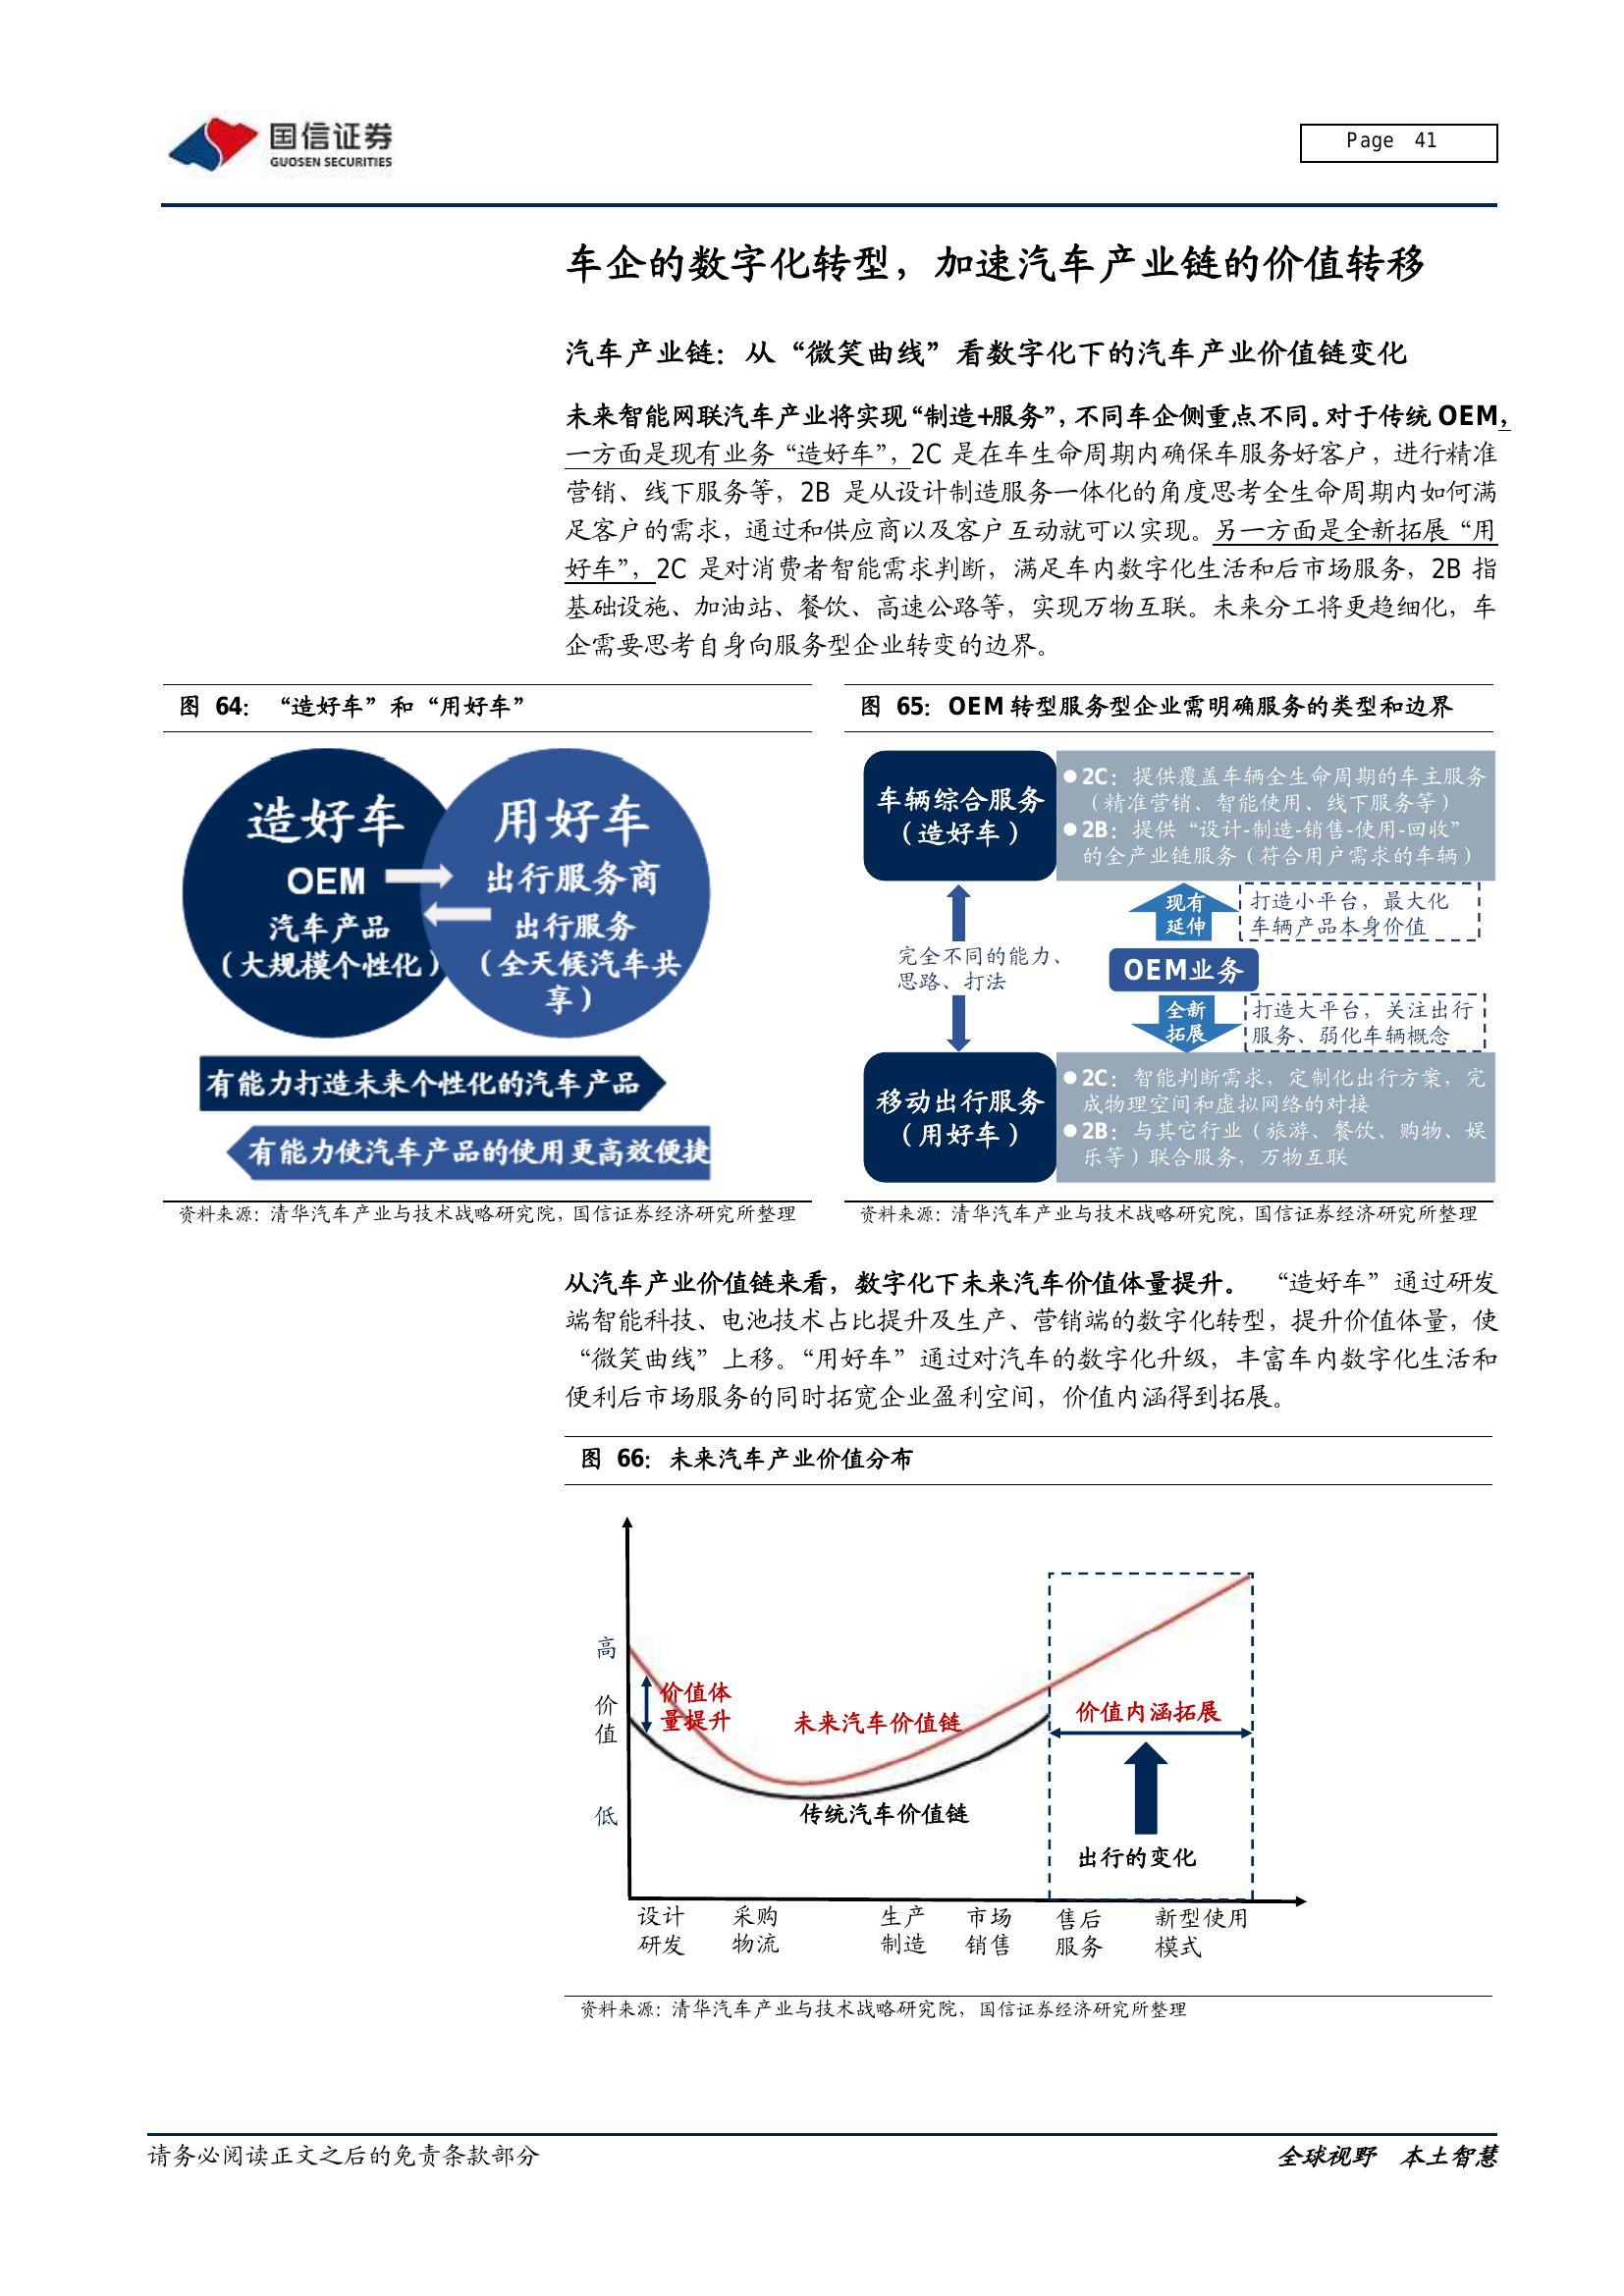 国信证券
GUOSEN SECURITIES
Page 41
车企的数字化转型，加速汽车产业链的价值转移
汽车产业链：从“微笑曲线”看数字化下的汽车产业价值链变化
未来智能网联汽车产业将实现“制造+服务”，不同车企侧重点不同。对于传统 OEM，
一方面是现有业务“造好车”，2C 是在车生命周期内确保车服务好客户，进行精准
营销、线下服务等，2B 是从设计制造服务一体化的角度思考全生命周期内如何满
足客户的需求，通过和供应商以及客户互动就可以实现。另一方面是全新拓展“用
好车”，2C 是对消费者智能需求判断，满足车内数字化生活和后市场服务，2B 指
基础设施、加油站、餐饮、高速公路等，实现万物互联。未来分工将更趋细化，车
企需要思考自身向服务型企业转变的边界。
图 64： “造好车”和“用好车”
造好车
OEM
汽车产品
（大规模个性化）
用好车
出行服务商
出行服务
（全天候汽车共
享）
有能力打造未来个性化的汽车产品
有能力使汽车产品的使用更高效便捷
资料来源：清华汽车产业与技术战略研究院，国信证券经济研究所整理
图 65：OEM 转型服务型企业需明确服务的类型和边界
车辆综合服务
（造好车）
●2C：提供覆盖车辆全生命周期的车主服务
（精准营销、智能使用、线下服务等）
●2B：提供“设计-制造-销售-使用-回收”
的全产业链服务（符合用户需求的车辆）
现有
延伸
打造小平台，最大化
车辆产品本身价值
完全不同的能力、
思路、打法
OEM业务
全新
拓展
打造大平台，关注出行
服务、弱化车辆概念
移动出行服务
（用好车）
●2C：智能判断需求，定制化出行方案，完
成物理空间和虚拟网络的对接
●2B：与其它行业（旅游、餐饮、购物、娱
乐等）联合服务，万物互联
资料来源：清华汽车产业与技术战略研究院，国信证券经济研究所整理
从汽车产业价值链来看，数字化下未来汽车价值体量提升。 “造好车”通过研发
端智能科技、电池技术占比提升及生产、营销端的数字化转型，提升价值体量，使
“微笑曲线”上移。“用好车”通过对汽车的数字化升级，丰富车内数字化生活和
便利后市场服务的同时拓宽企业盈利空间，价值内涵得到拓展。
图 66：未来汽车产业价值分布
高
价
值
低
价值体
量提升
未来汽车价值链
传统汽车价值链
价值内涵拓展
出行的变化
设计
研发
采购
物流
生产
制造
市场
销售
售后
服务
新型使用
模式
资料来源：清华汽车产业与技术战略研究院，国信证券经济研究所整理
请务必阅读正文之后的免责条款部分
全球视野 本土智慧